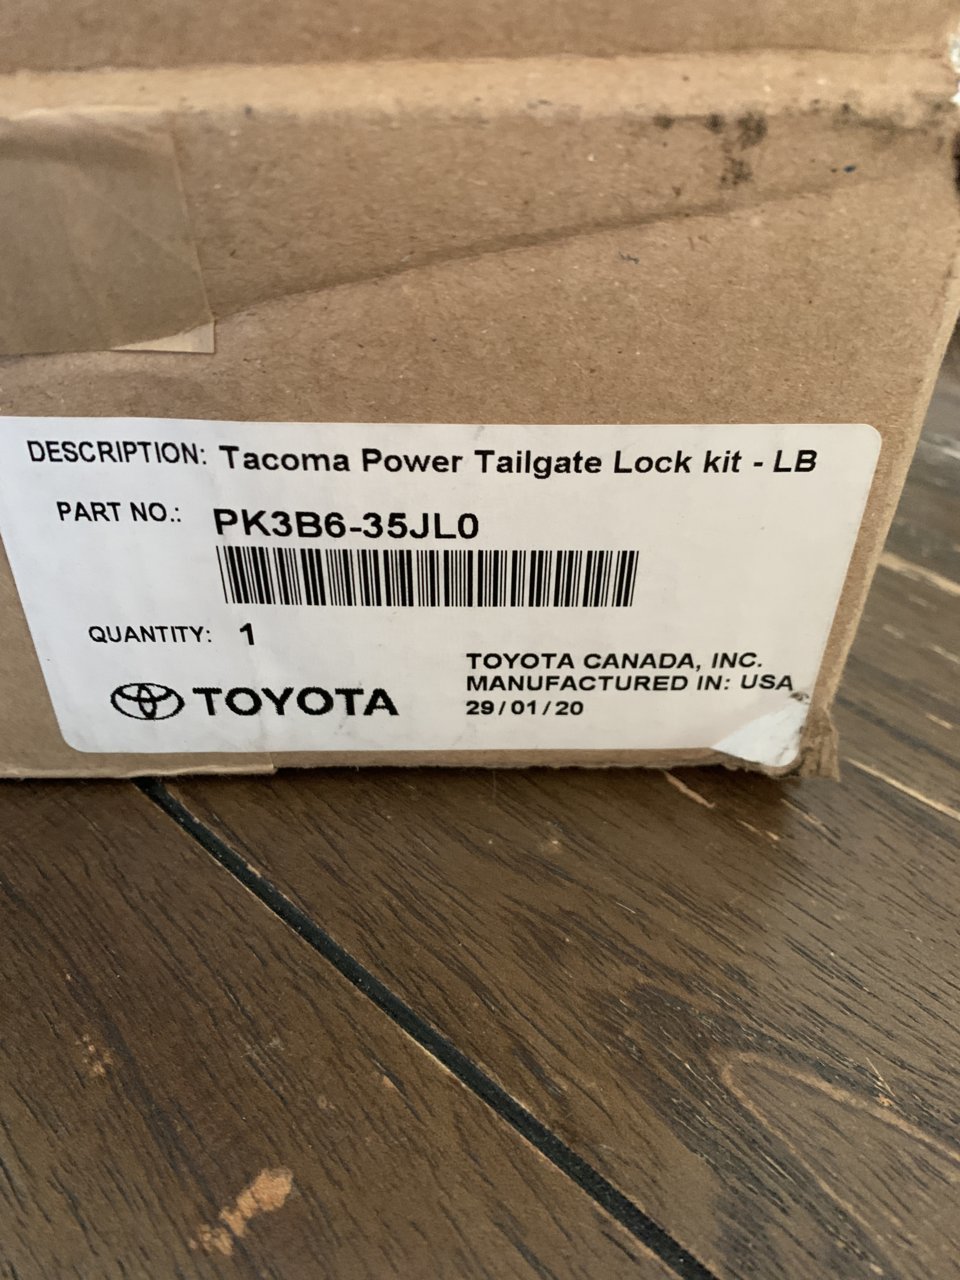 DESCRIPTION: Tacoma Power Tailgate Lock kit - LB
PART NO.: PK3B6-35JL0
QUANTITY: 1
TOYOTA
TOYOTA CANADA, INC.
MANUFACTURED IN: USA
29/01/20